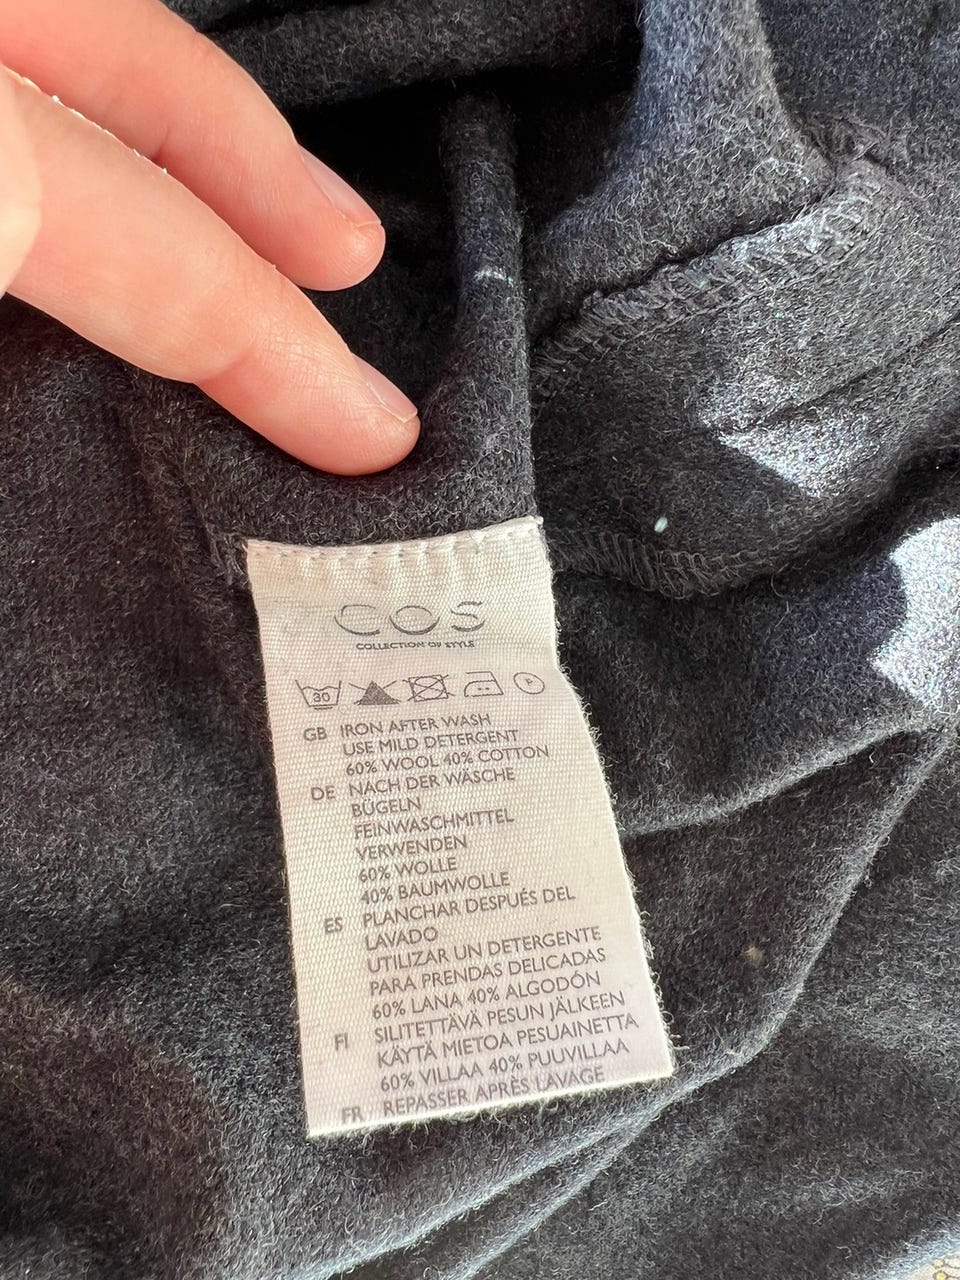 COS
COLLECTION OF STYLE
30 P
GB IRON AFTER WASH
USE MILD DETERGENT
60% WOOL 40% COTTON
DE NACH DER WÄSCHE
BÜGELN
FEINWASCHMITTEL
VERWENDEN
60% WOLLE
40% BAUMWOLLE
ES PLANCHAR DESPUÉS DEL
LAVADO
UTILIZAR UN DETERGENTE
PARA PRENDAS DELICADAS
60% LANA 40% ALGODÓN
FI SILITETTÄVÄ PESUN JÄLKEEN
KÄYTÄ MIETOA PESUAINETTA
60% VILLAA 40% PUUVILLAA
FR REPASSER APRÈS LAVAGE